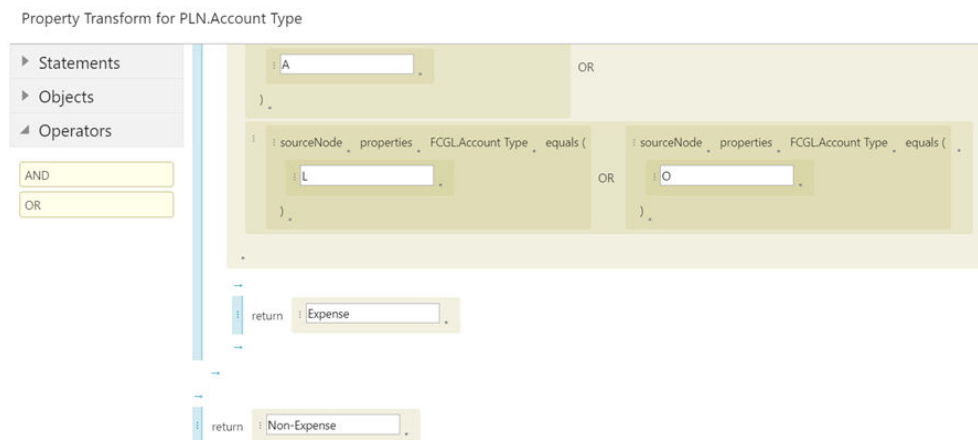 Property Transform for PLN.Account Type
Statements
Objects
Operators
AND
OR
A
OR
)
sourceNode properties FCGL.Account Type equals (
L
)
OR
sourceNode properties FCGL.Account Type equals (
O
)
return Expense
return Non-Expense